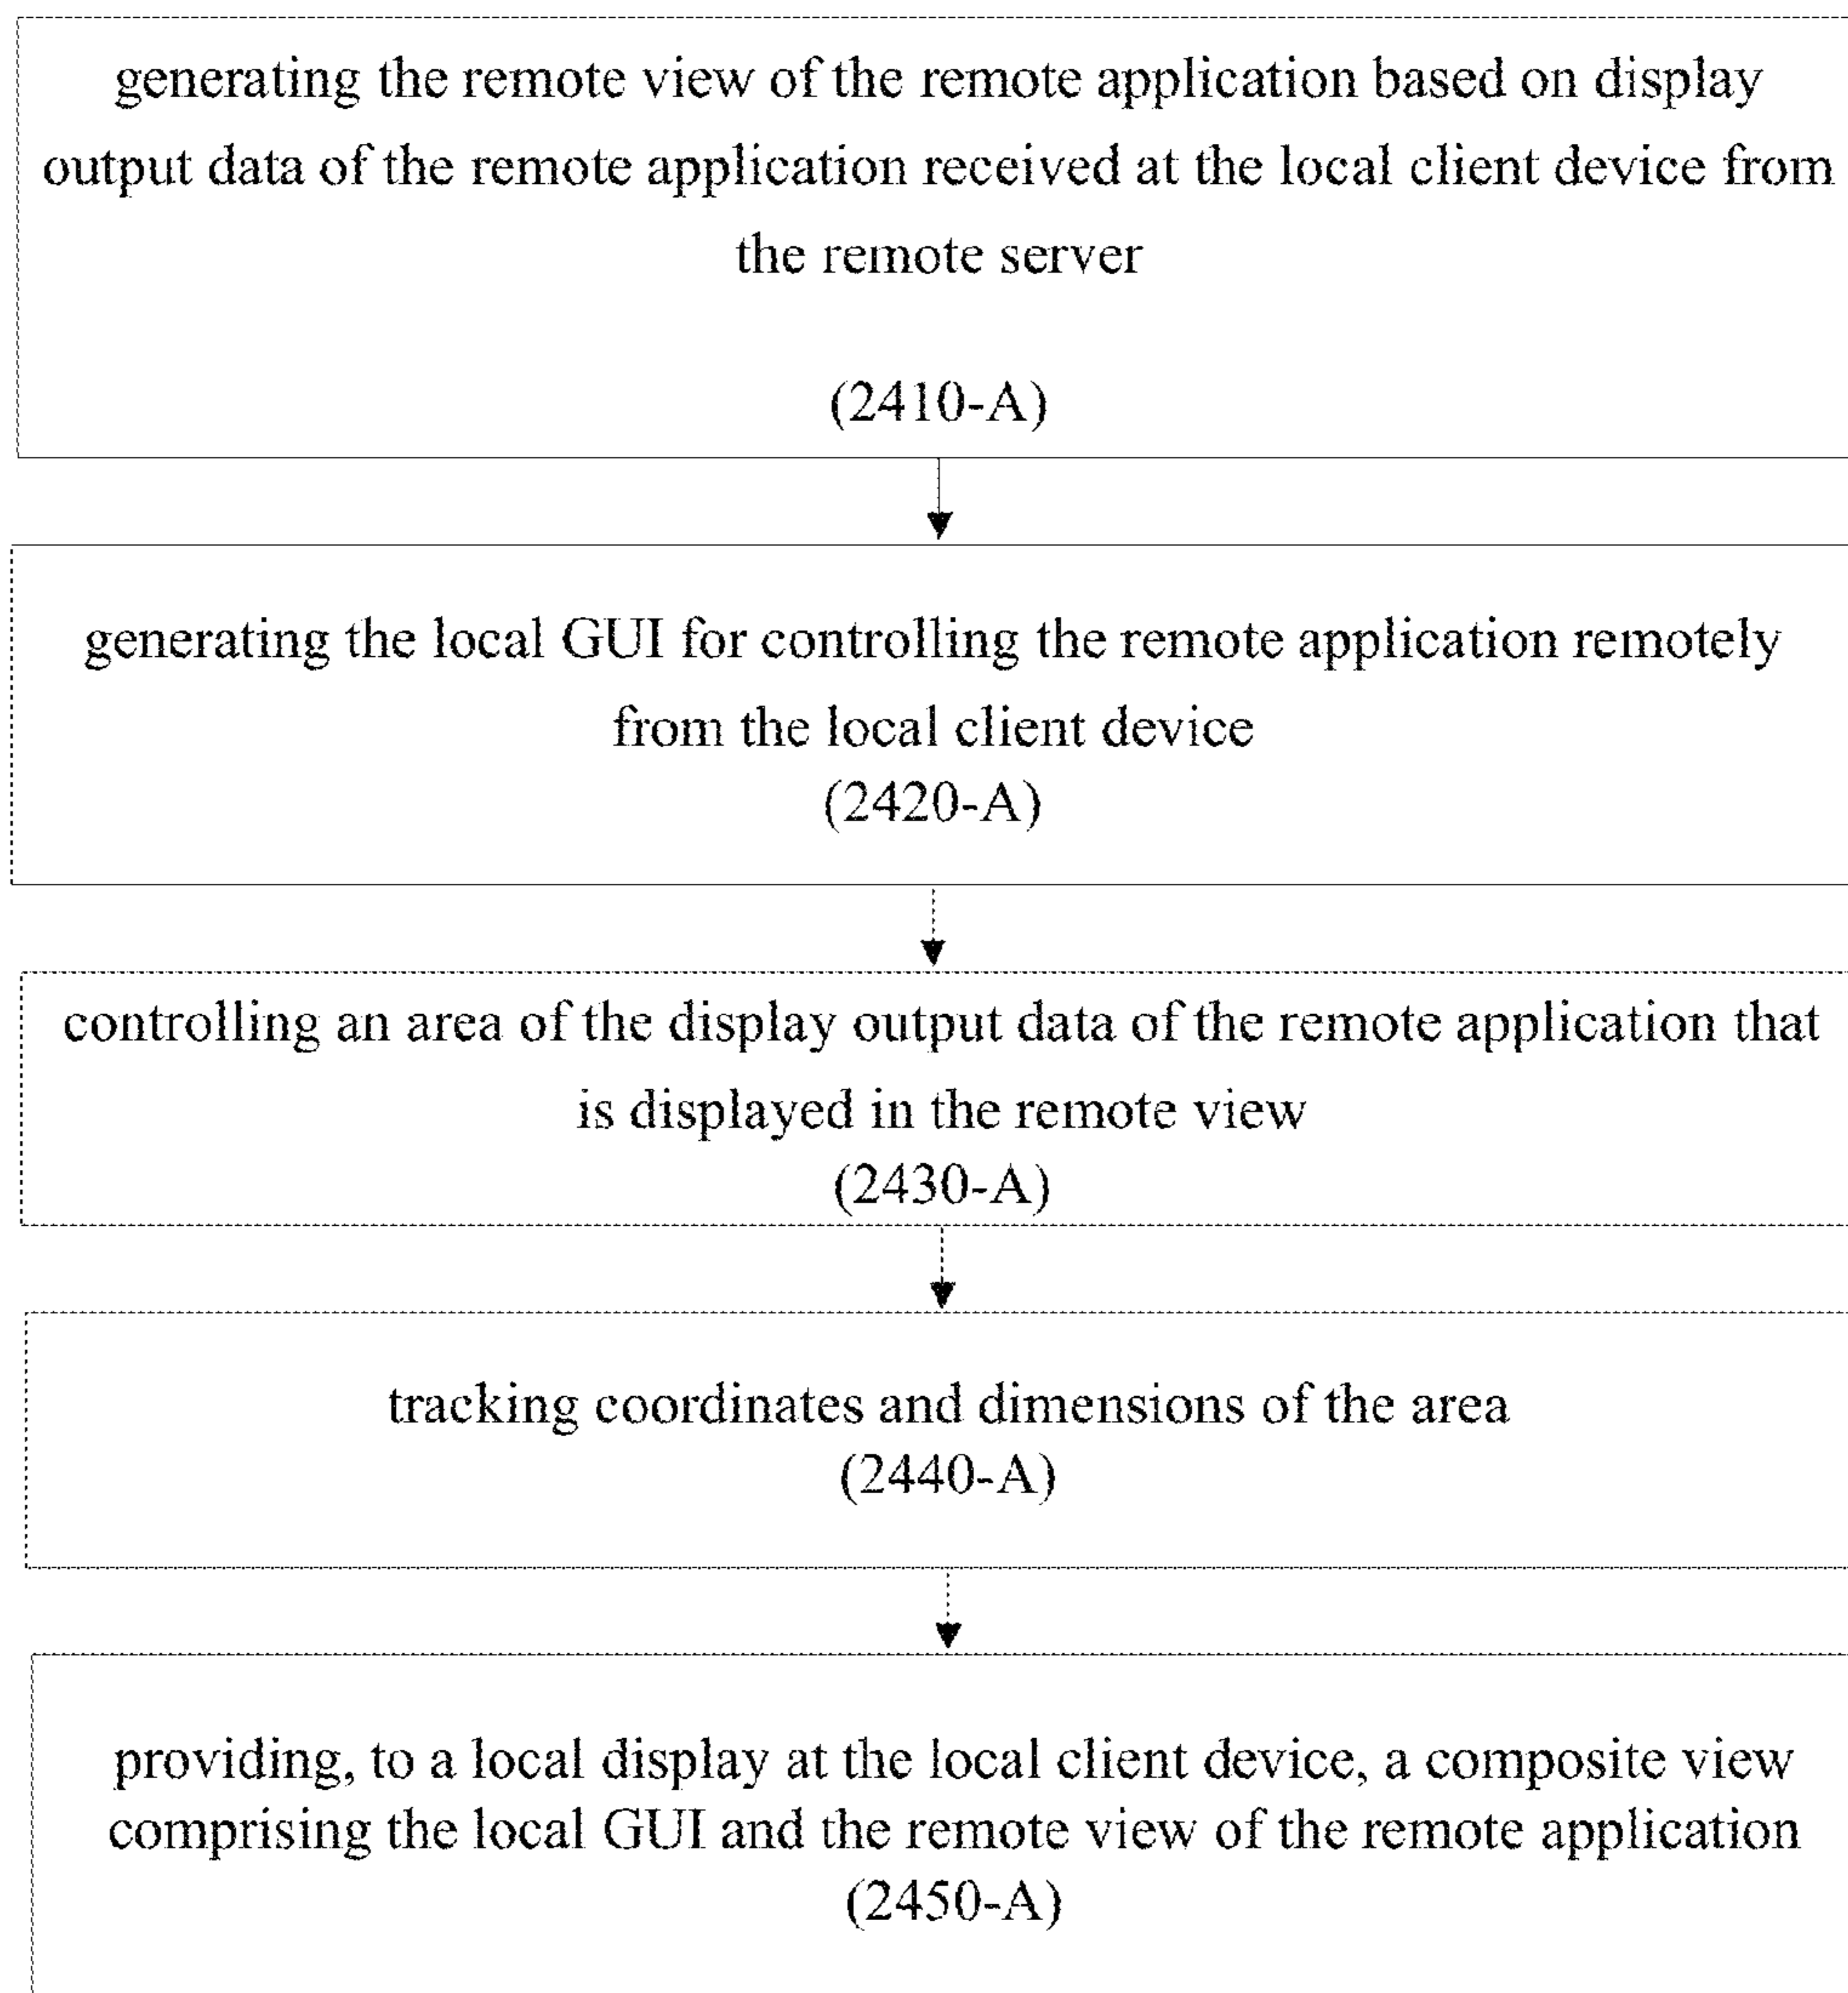 generating the remote view of the remote application based on display
output data of the remote application received at the local client device from
the remote server
(2410-A)
generating the local GUI for controlling the remote application remotely
from the local client device
(2420-A)
controlling an area of the display output data of the remote application that
is displayed in the remote view
(2430-A)
tracking coordinates and dimensions of the area
(2440-A)
providing, to a local display at the local client device, a composite view
comprising the local GUI and the remote view of the remote application
(2450-A)